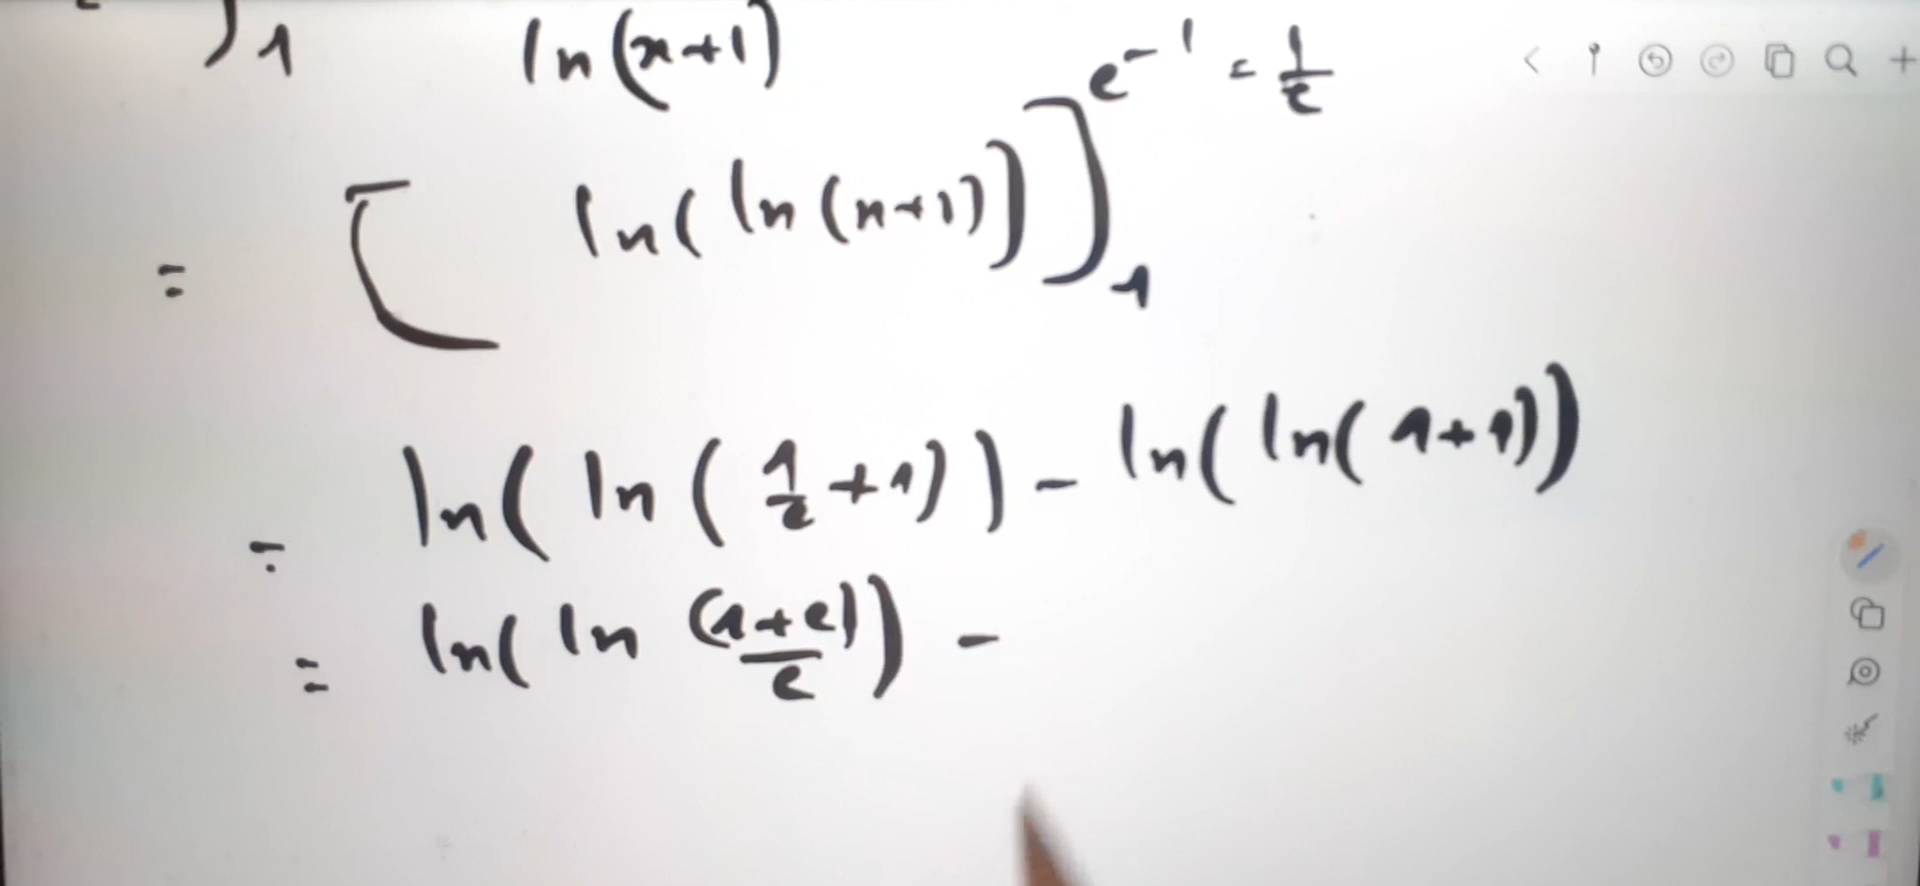 1 ln(x+1)
= [ ln(ln(x+1)) ]₁ e⁻¹ = 1/e
= ln(ln(1/e+1)) - ln(ln(1+1))
= ln(ln (1+e)/e) -